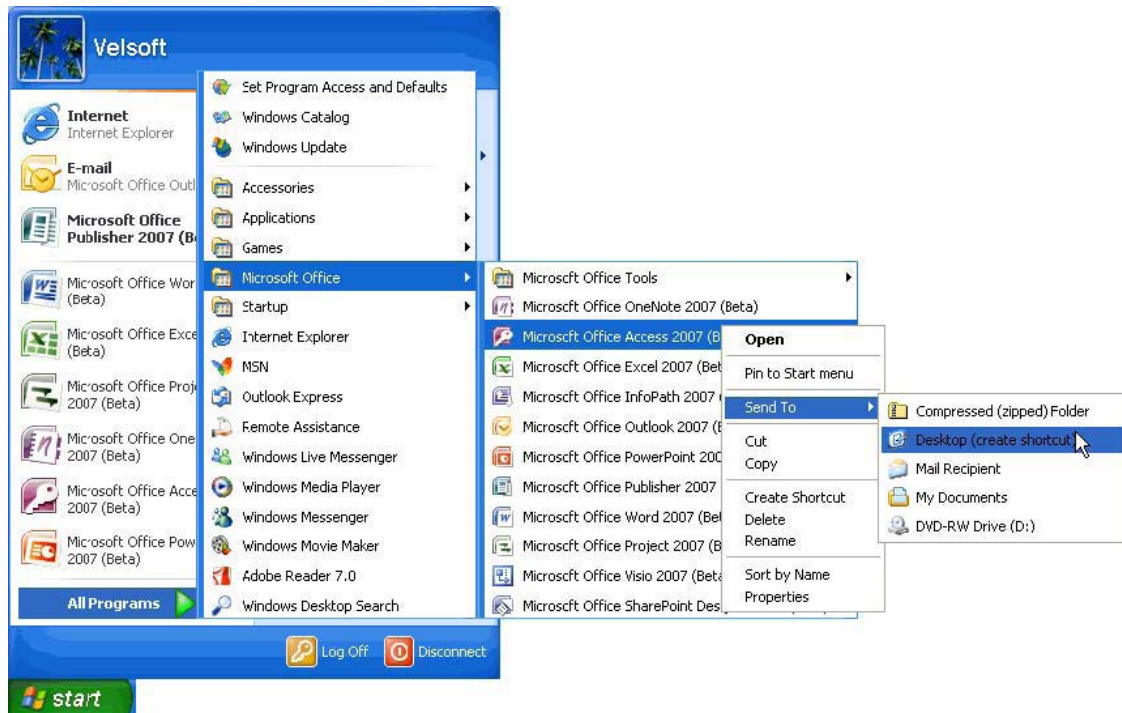 Velsoft
Internet
Internet Explorer
E-mail
Microsoft Office Outl
Microsoft Office
Publisher 2007 (B
Microsoft Office Wor
(Beta)
Microsoft Office Exce
(Beta)
Microsoft Office Proj
2007 (Beta)
Microsoft Office One
2007 (Beta)
Microsoft Office Acce
2007 (Beta)
Microsoft Office Pow
2007 (Beta)
All Programs
Set Program Access and Defaults
Windows Catalog
Windows Update
Accessories
Applications
Games
Microsoft Office
Startup
Internet Explorer
MSN
Outlook Express
Remote Assistance
Windows Live Messenger
Windows Media Player
Windows Messenger
Windows Movie Maker
Adobe Reader 7.0
Windows Desktop Search
Microsoft Office Tools
Microsoft Office OneNote 2007 (Beta)
Microsoft Office Access 2007 (B
Microsoft Office Excel 2007 (Bet
Microsoft Office InfoPath 2007
Microsoft Office Outlook 2007 (B
Microsoft Office PowerPoint 200
Microsoft Office Publisher 2007
Microsoft Office Word 2007 (Bet
Microsoft Office Project 2007 (B
Microsoft Office Visio 2007 (Beta
Microsoft Office SharePoint Des
Open
Pin to Start menu
Send To
Cut
Copy
Create Shortcut
Delete
Rename
Sort by Name
Properties
Compressed (zipped) Folder
Desktop (create shortcut)
Mail Recipient
My Documents
DVD-RW Drive (D:)
Log Off
Disconnect
start